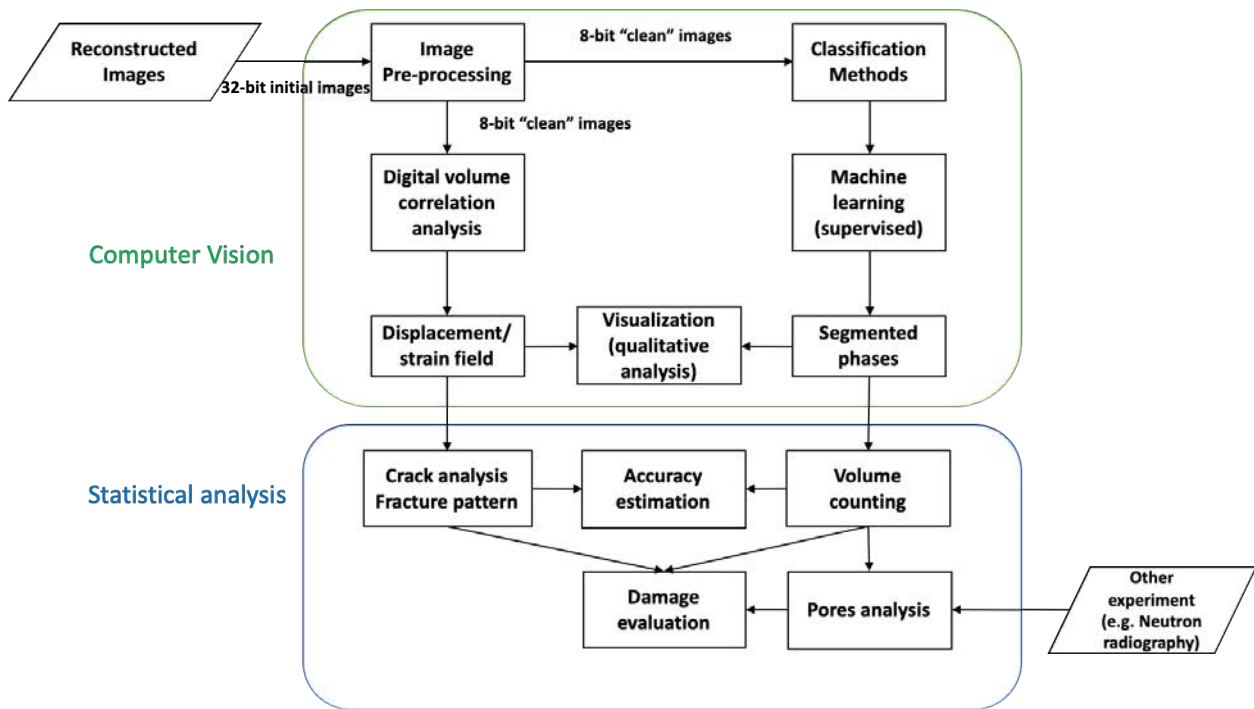 Reconstructed
Images
32-bit initial images
Image
Pre-processing
8-bit “clean” images
Classification
Methods
8-bit “clean” images
Digital volume
correlation
analysis
Machine
learning
(supervised)
Computer Vision
Displacement/
strain field
Visualization
(qualitative
analysis)
Segmented
phases
Statistical analysis
Crack analysis
Fracture pattern
Accuracy
estimation
Volume
counting
Damage
evaluation
Pores analysis
Other
experiment
(e.g. Neutron
radiography)